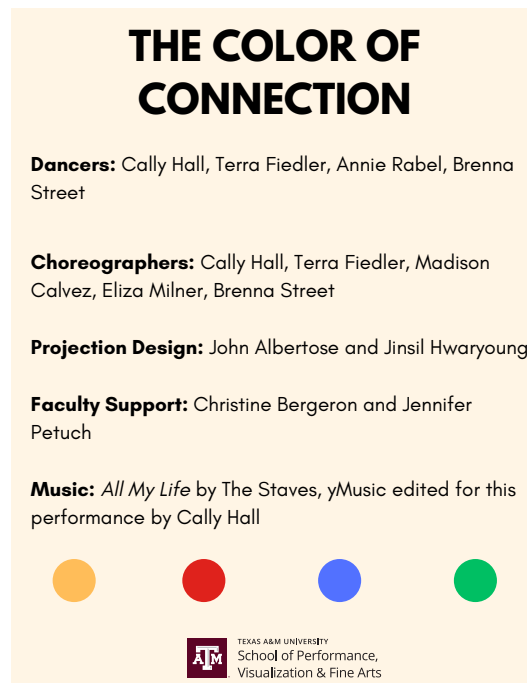 THE COLOR OF
CONNECTION
Dancers: Cally Hall, Terra Fiedler, Annie Rabel, Brenna
Street
Choreographers: Cally Hall, Terra Fiedler, Madison
Calvez, Eliza Milner, Brenna Street
Projection Design: John Albertose and Jinsil Hwaryoung
Faculty Support: Christine Bergeron and Jennifer
Petuch
Music: All My Life by The Staves, yMusic edited for this
performance by Cally Hall
ATM
TEXAS A&M UNIVERSITY
School of Performance,
Visualization & Fine Arts